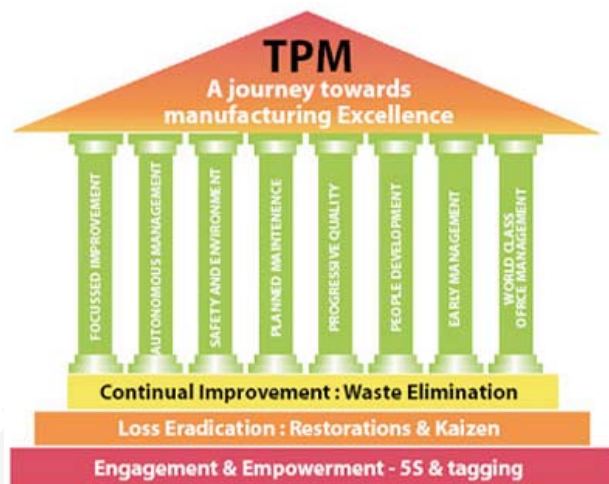 TPM
A journey towards
manufacturing Excellence
FOCUSSED IMPROVEMENT
AUTONOMOUS MANAGEMENT
SAFETY AND ENVIRONMENT
PLANNED MAINTENENCE
PROGRESSIVE QUALITY
PEOPLE DEVELOPMENT
EARLY MANAGEMENT
WORLD CLASS
OFRCE MANAGEMENT
Continual Improvement : Waste Elimination
Loss Eradication : Restorations & Kaizen
Engagement & Empowerment - 5S & tagging